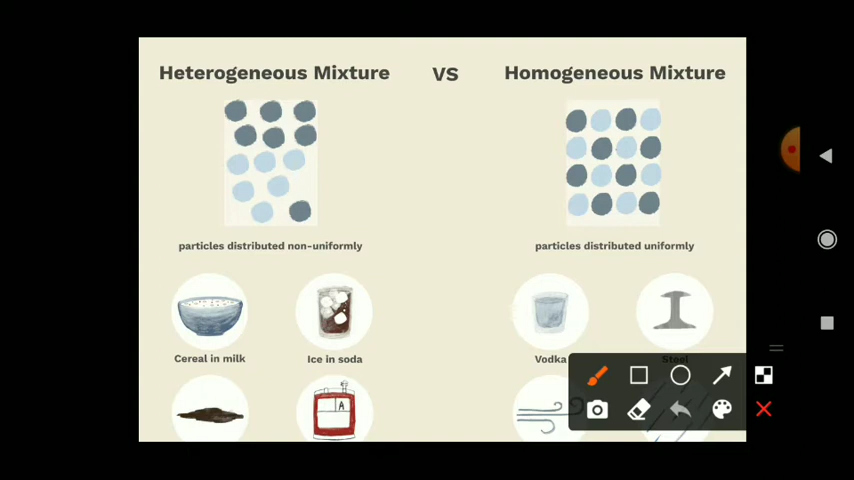 Heterogeneous Mixture VS Homogeneous Mixture
particles distributed non-uniformly particles distributed uniformly
Cereal in milk Ice in soda Vodka Steel
A